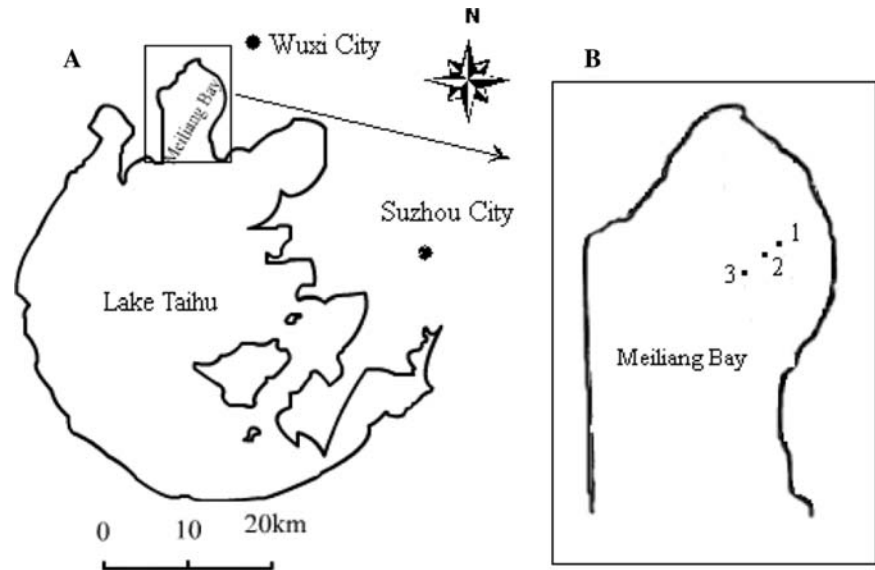 N
A
Wuxi City
B
Meiliang Bay
Suzhou City
1
2
3
Lake Taihu
Meiliang Bay
0 10 20km